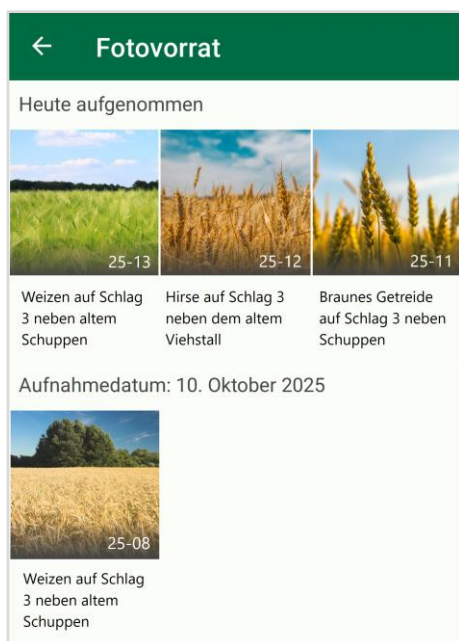 Fotovorrat
Heute aufgenommen
25-13
25-12
25-11
Weizen auf Schlag
3 neben altem
Schuppen
Hirse auf Schlag 3
neben dem altem
Viehstall
Braunes Getreide
auf Schlag 3 neben
Schuppen
Aufnahmedatum: 10. Oktober 2025
25-08
Weizen auf Schlag
3 neben altem
Schuppen